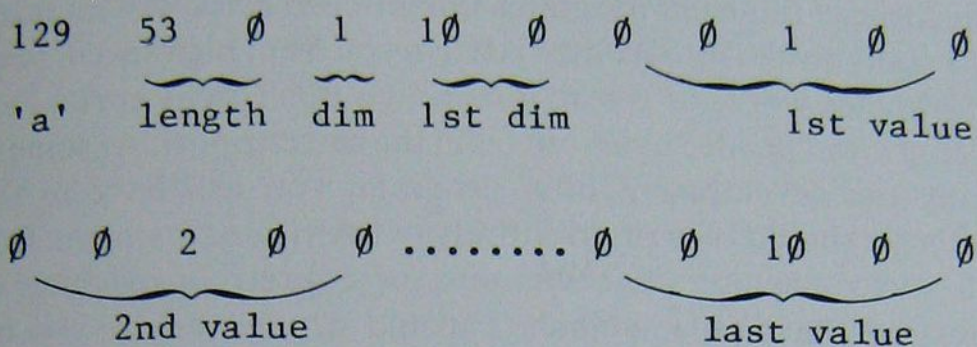 129 53 Ø 1 1Ø Ø Ø Ø 1 Ø Ø
'a' length dim 1st dim 1st value
Ø Ø 2 Ø Ø ........ Ø Ø 1Ø Ø Ø
2nd value last value